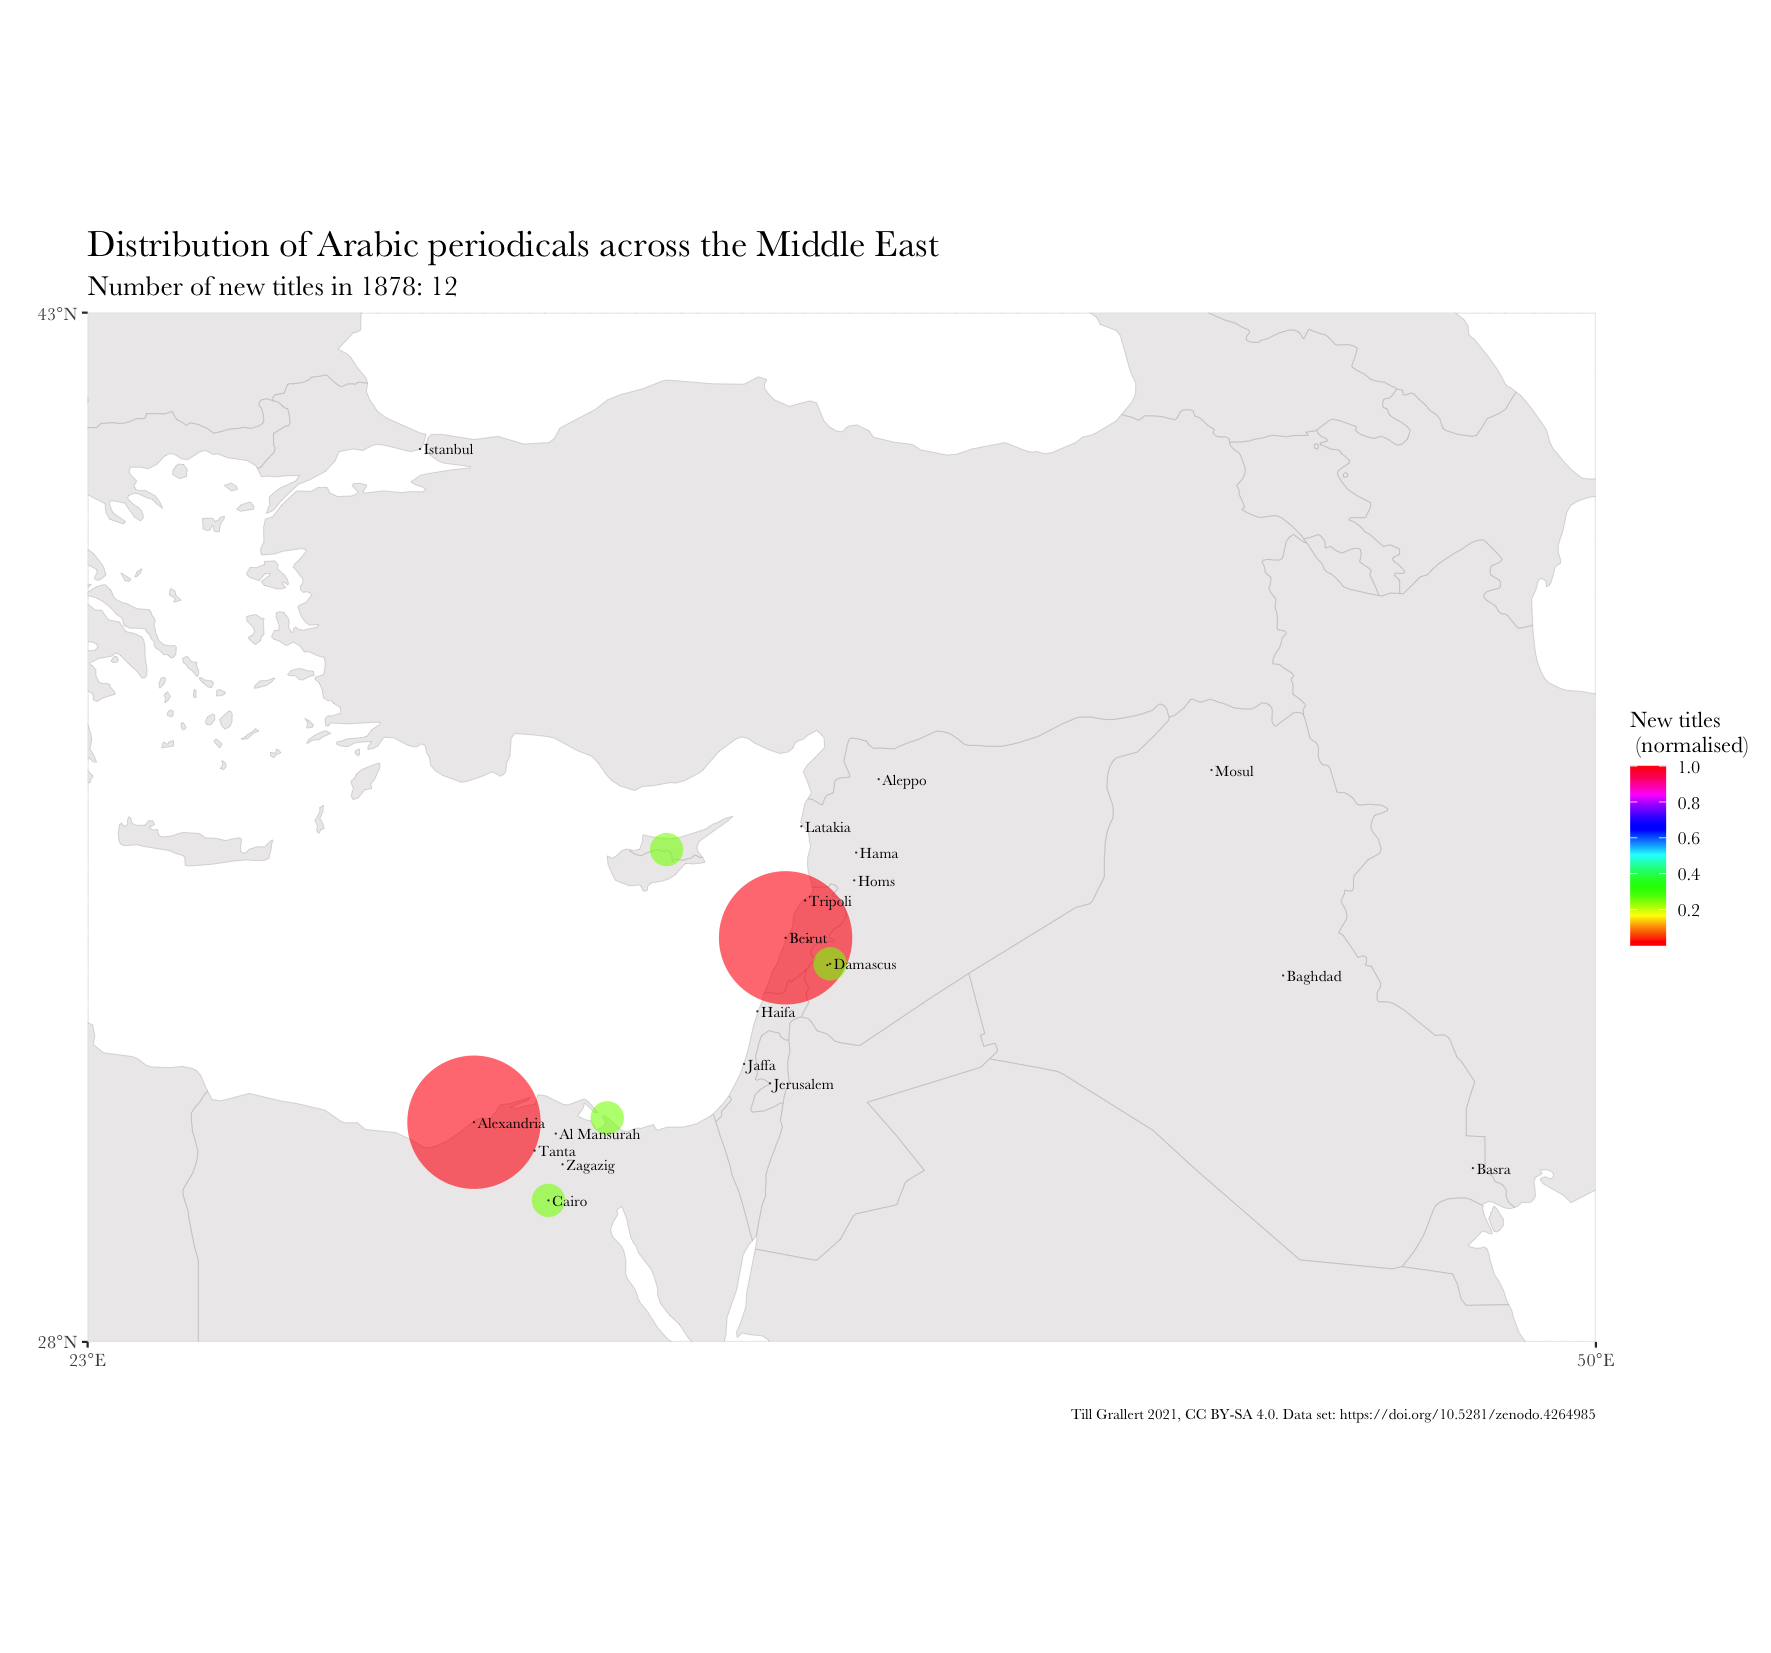 Distribution of Arabic periodicals across the Middle East
Number of new titles in 1878: 12
43°N
Istanbul
New titles
(normalised)
1.0
0.8
0.6
0.4
0.2
Mosul
Aleppo
Latakia
Hama
Homs
Tripoli
Beirut
Damascus
Baghdad
Haifa
Jaffa
Jerusalem
Alexandria
Al Mansurah
Tanta
Zagazig
Basra
Cairo
28°N
23°E
50°E
Till Grallert 2021, CC BY-SA 4.0. Data set: https://doi.org/10.5281/zenodo.4264985